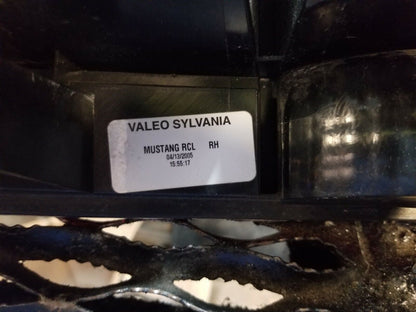 VALEO SYLVANIA
MUSTANG RCL RH
04/13/2005
15:55:17